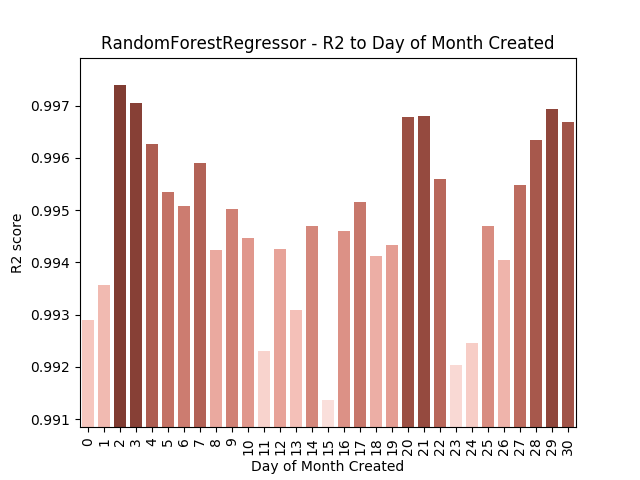 RandomForestRegressor - R2 to Day of Month Created
R2 score
0.997
0.996
0.995
0.994
0.993
0.992
0.991
0 1 2 3 4 5 6 7 8 9 10 11 12 13 14 15 16 17 18 19 20 21 22 23 24 25 26 27 28 29 30
Day of Month Created